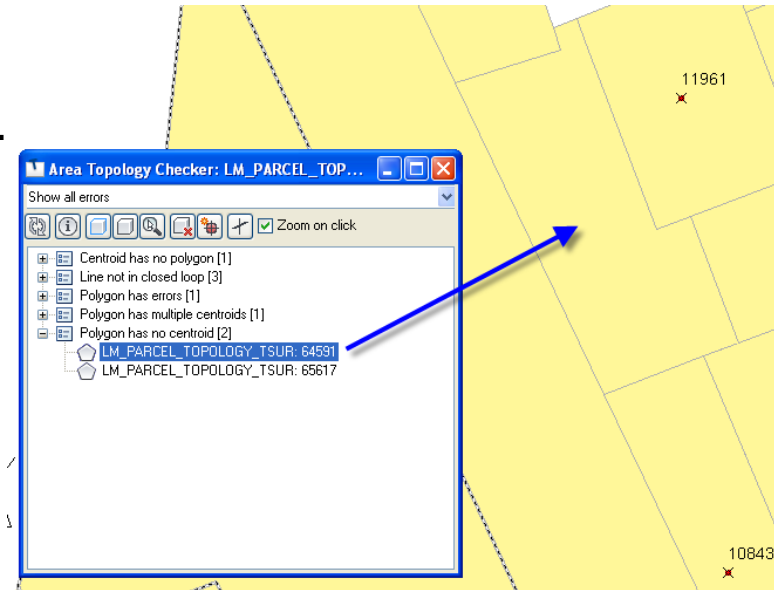 11961
Area Topology Checker: LM_PARCEL_TOP...
Show all errors
Zoom on click
Centroid has no polygon [1]
Line not in closed loop [3]
Polygon has errors [1]
Polygon has multiple centroids [1]
Polygon has no centroid [2]
LM_PARCEL_TOPOLOGY_TSUR: 64591
LM_PARCEL_TOPOLOGY_TSUR: 65617
10843